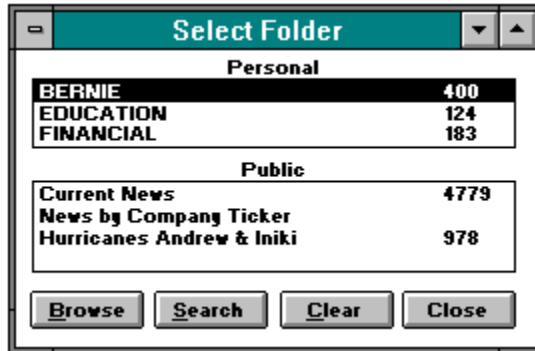 Select Folder
Personal
BERNIE 400
EDUCATION 124
FINANCIAL 183
Public
Current News 4779
News by Company Ticker
Hurricanes Andrew & Iniki 978
Browse Search Clear Close